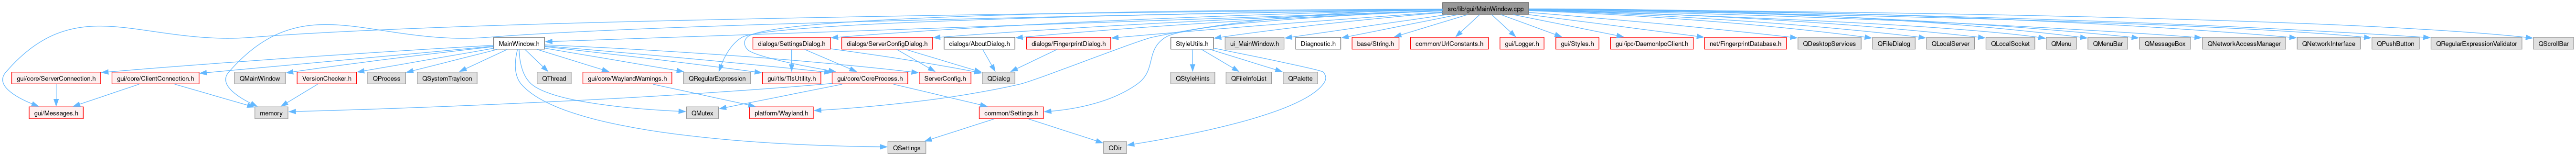 src/lib/gui/MainWindow.cpp
MainWindow.h
dialogs/SettingsDialog.h
dialogs/ServerConfigDialog.h
dialogs/AboutDialog.h
dialogs/FingerprintDialog.h
StyleUtils.h
ui_MainWindow.h
Diagnostic.h
base/String.h
common/UrlConstants.h
gui/Logger.h
gui/Styles.h
gui/ipc/DaemonIpcClient.h
net/FingerprintDatabase.h
QDesktopServices
QFileDialog
QLocalServer
QLocalSocket
QMenu
QMenuBar
QMessageBox
QNetworkAccessManager
QNetworkInterface
QPushButton
QRegularExpressionValidator
QScrollBar
gui/core/ServerConnection.h
gui/core/ClientConnection.h
QMainWindow
VersionChecker.h
QProcess
QSystemTrayIcon
QThread
gui/core/WaylandWarnings.h
QRegularExpression
gui/tls/TlsUtility.h
gui/core/CoreProcess.h
ServerConfig.h
QDialog
QStyleHints
QFileInfoList
QPalette
gui/Messages.h
memory
QMutex
platform/Wayland.h
common/Settings.h
QSettings
QDir